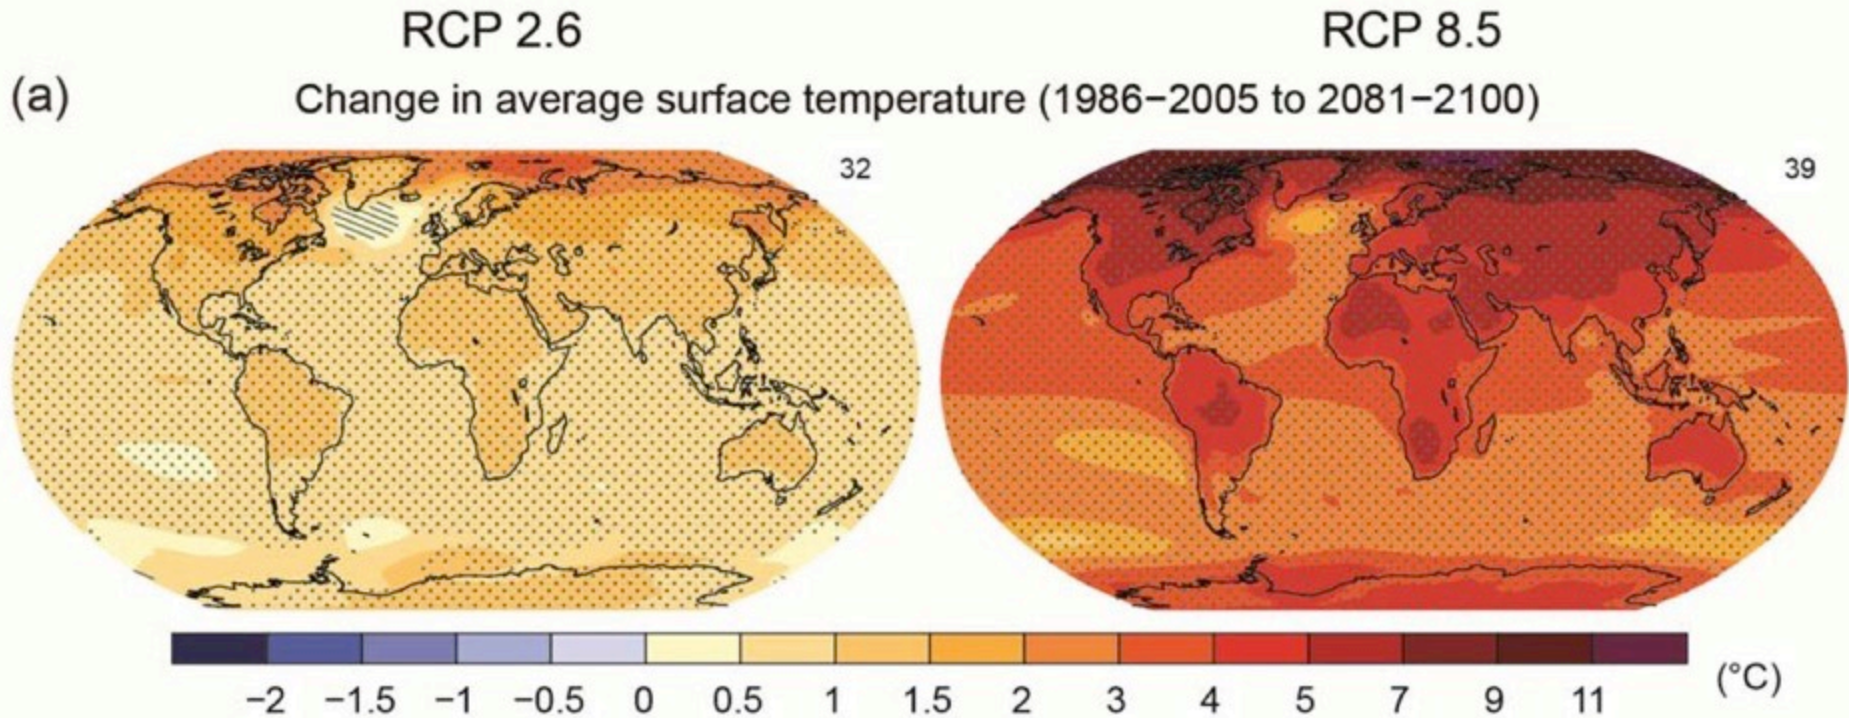 RCP 2.6 RCP 8.5
(a) Change in average surface temperature (1986−2005 to 2081−2100)
32 39
−2 −1.5 −1 −0.5 0 0.5 1 1.5 2 3 4 5 7 9 11 (°C)